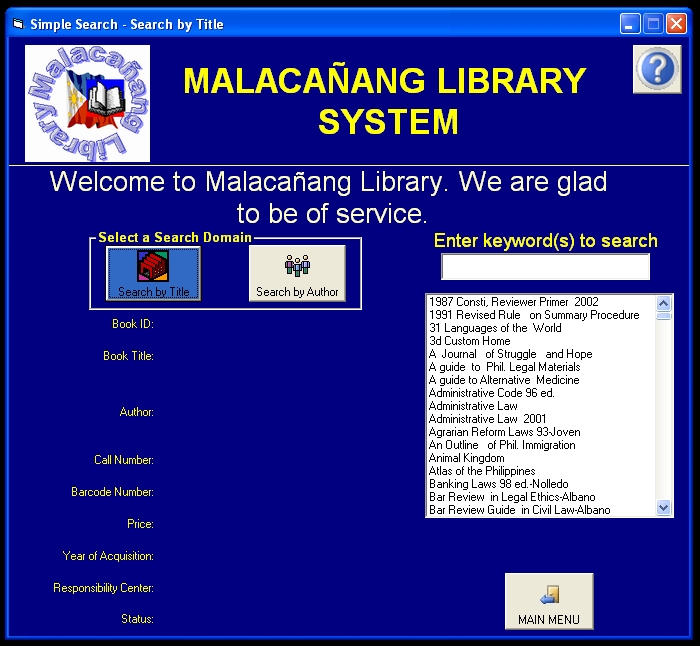 Simple Search - Search by Title
Malacañang Library
MALACAÑANG LIBRARY
SYSTEM
Welcome to Malacañang Library. We are glad
to be of service.
Select a Search Domain
Search by Title
Search by Author
Enter keyword(s) to search
Book ID:
Book Title:
Author:
Call Number:
Barcode Number:
Price:
Year of Acquisition:
Responsibility Center:
Status:
1987 Consti, Reviewer Primer 2002
1991 Revised Rule on Summary Procedure
31 Languages of the World
3d Custom Home
A Journal of Struggle and Hope
A guide to Phil. Legal Materials
A guide to Alternative Medicine
Administrative Code 96 ed.
Administrative Law
Administrative Law 2001
Agrarian Reform Laws 93-Joven
An Outline of Phil. Immigration
Animal Kingdom
Atlas of the Philippines
Banking Laws 98 ed.-Nolledo
Bar Review in Legal Ethics-Albano
Bar Review Guide in Civil Law-Albano
MAIN MENU